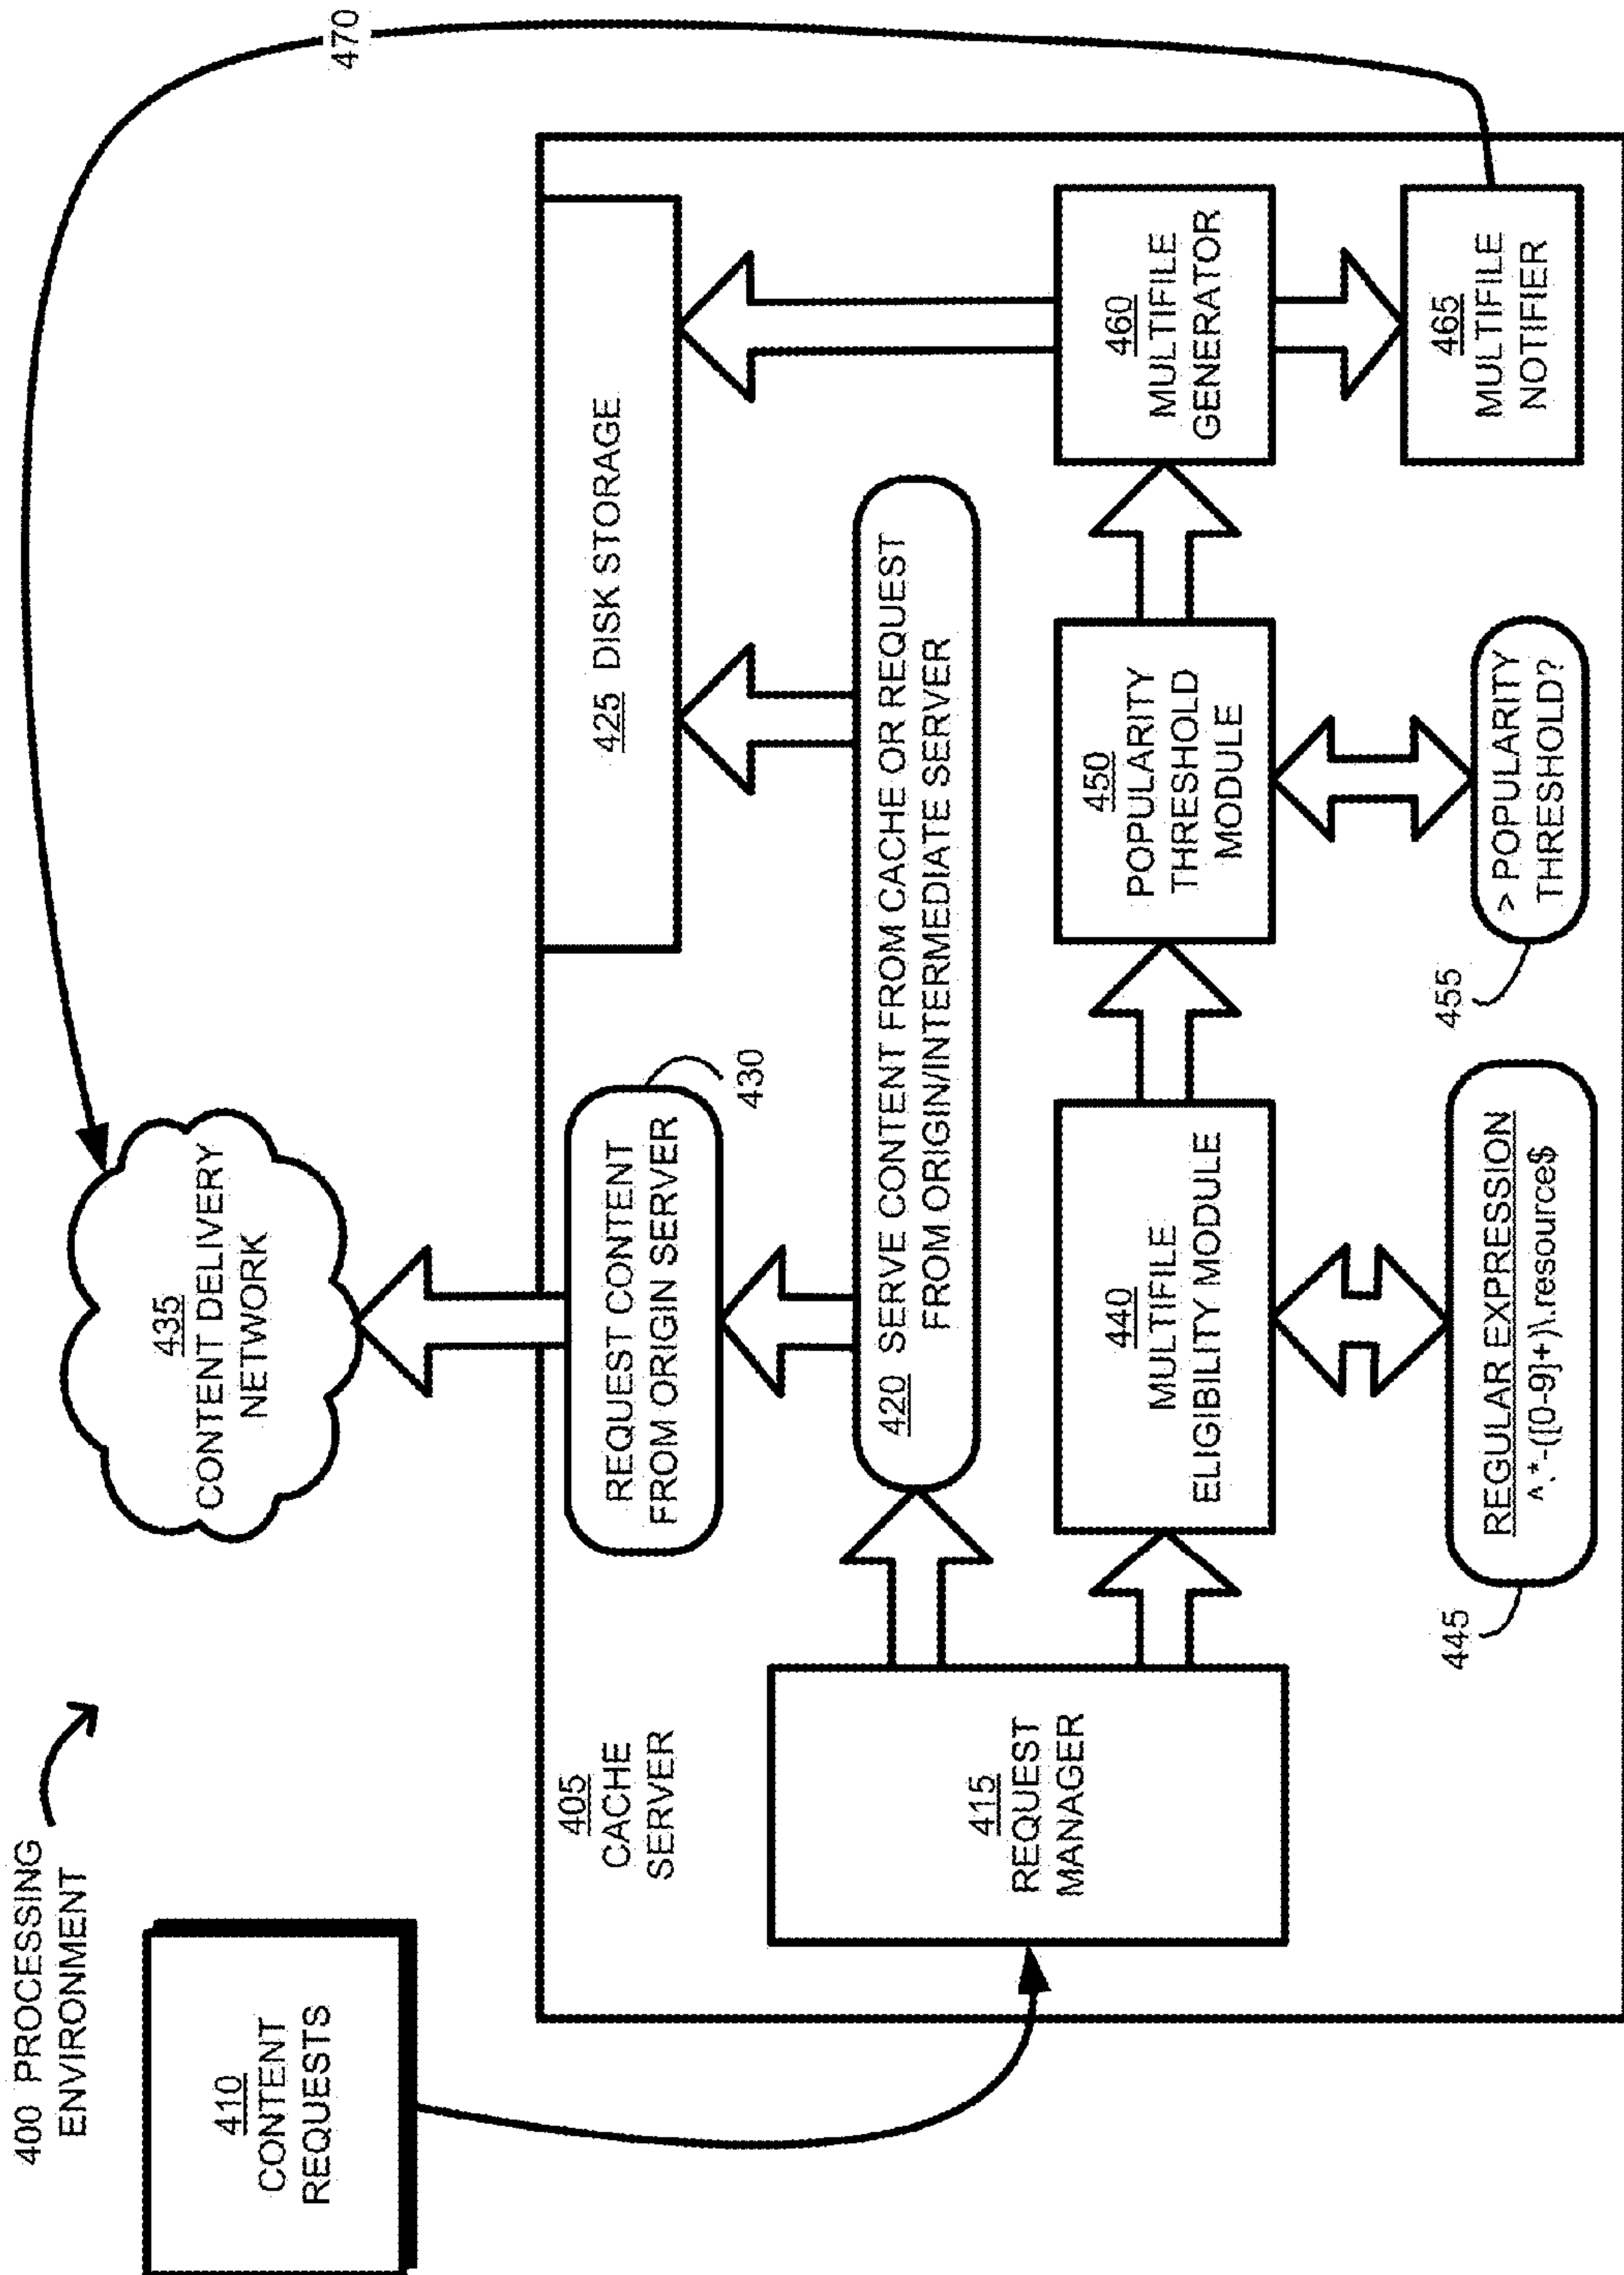 400 PROCESSING
ENVIRONMENT
410
CONTENT
REQUESTS
435
CONTENT DELIVERY
NETWORK
470
405
CACHE
SERVER
REQUEST CONTENT
FROM ORIGIN SERVER
430
425 DISK STORAGE
415
REQUEST
MANAGER
420 SERVE CONTENT FROM CACHE OR REQUEST
FROM ORIGIN/INTERMEDIATE SERVER
440
MULTIFILE
ELIGIBILITY MODULE
450
POPULARITY
THRESHOLD
MODULE
460
MULTIFILE
GENERATOR
445
REGULAR EXPRESSION
^.*-([0-9]+)\.resource$
455
> POPULARITY
THRESHOLD?
465
MULTIFILE
NOTIFIER